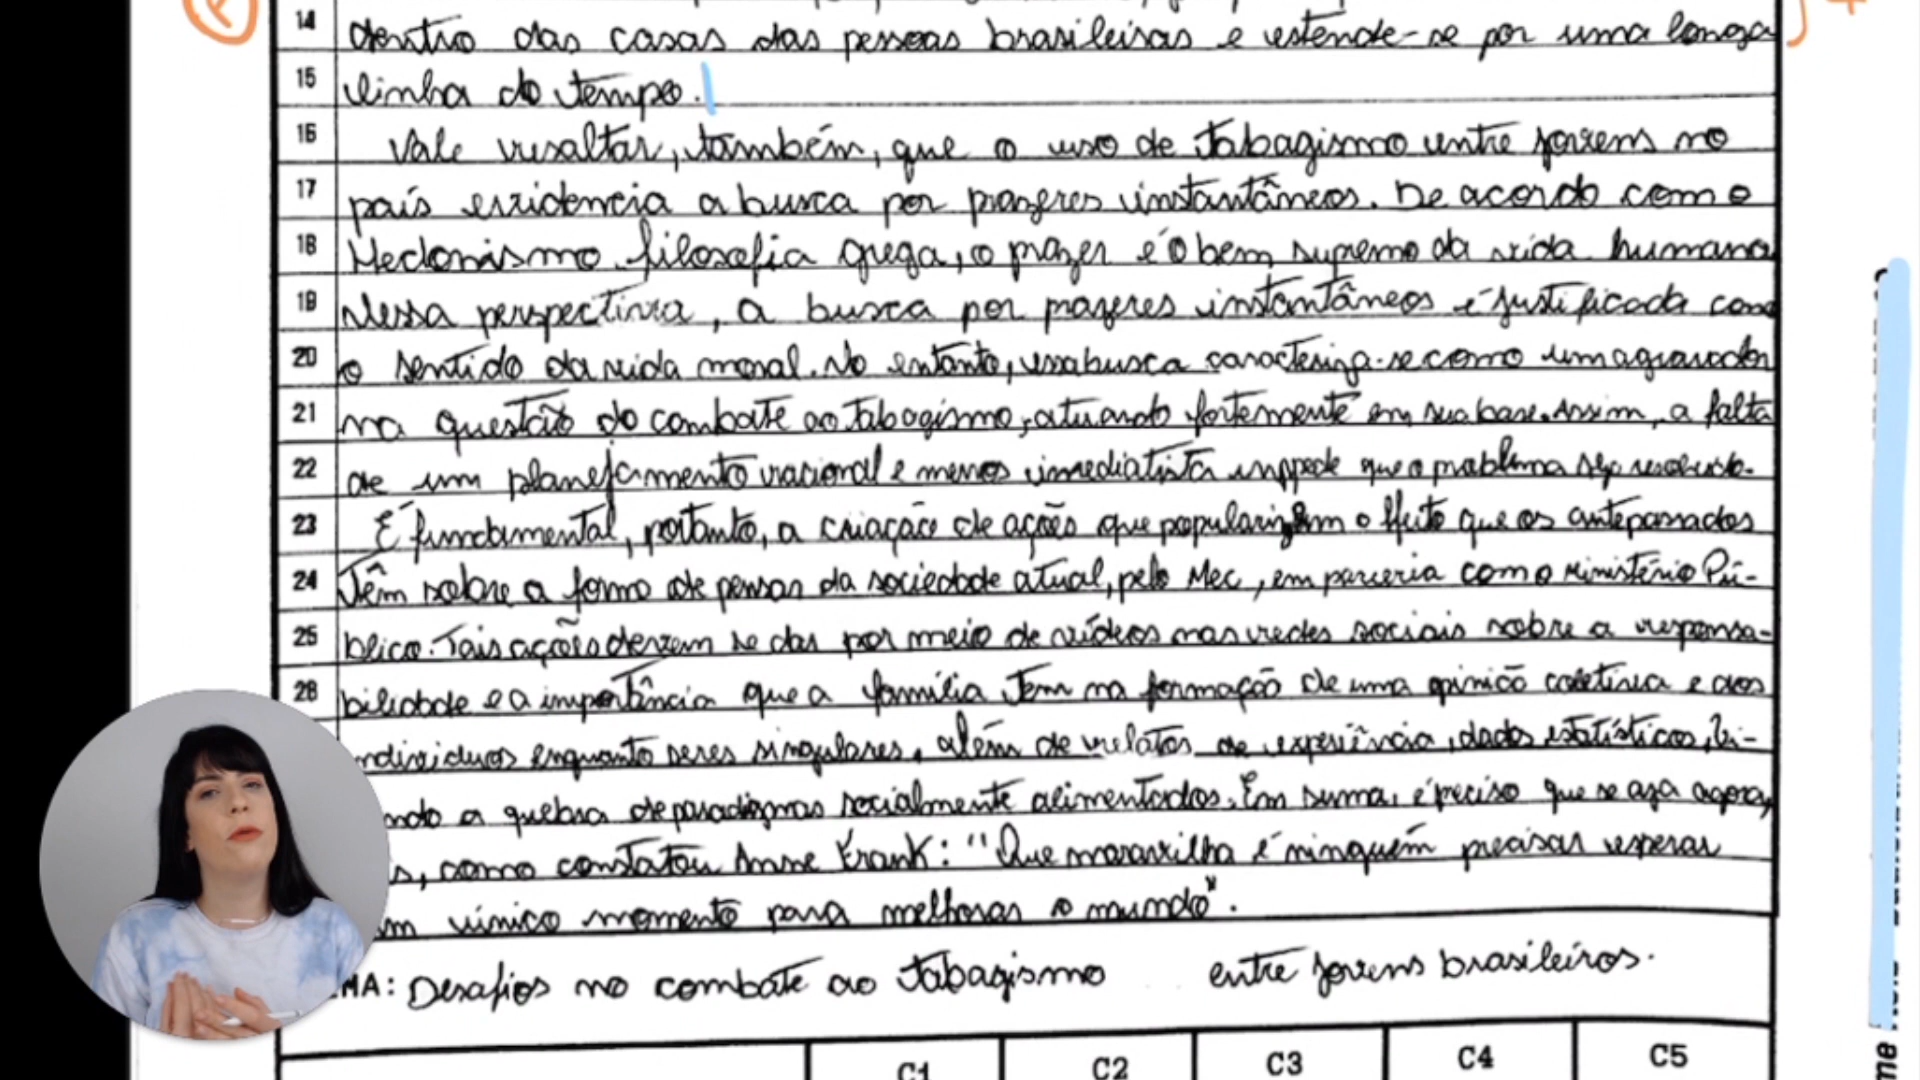 14 dentro das casas das pessoas brasileiras e estende-se por uma longa
15 linha do tempo.
16 Vale resaltar, também, que o uso de tabagismo entre jovens no
17 país evidencia a busca por prazeres instantâneos. De acordo com o
18 Hedonismo filosofia grega, o prazer é o bem supremo da vida humana
19 Nessa perspectiva, a busca por prazeres instantâneos é justificada como
20 o sentido da vida moral. No entanto, essa busca caracteriza-se como um agravador
21 na questão do combate ao tabagismo, atuando fortemente em sua base. Assim, a falta
22 de um planejamento racional e menos imediatista impede que o problema seja resolvido.
23 É fundamental, portanto, a criação de ações que popularizem o efeito que os antepassados
24 têm sobre a forma de pensar da sociedade atual, pelo Mec, em parceria com o Ministério Pú-
25 blico. Tais ações devem se dar por meio de vídeos nas redes sociais sobre a responsa-
26 bilidade e a importância que a família tem na formação de uma opinião coletiva e dos
indivíduos enquanto seres singulares, além de relatos de experiência, dados estatísticos, vi-
ndo a quebra de paradigmas socialmente alimentados. Em suma, é preciso que se aja agora,
s, como constatou Anne Frank: "Que maravilha é ninguém precisar esperar
um único momento para melhorar o mundo".
MA: Desafios no combate ao tabagismo entre jovens brasileiros.
C1 C2 C3 C4 C5